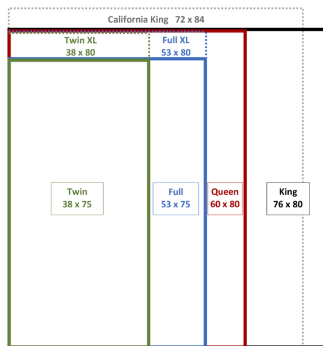 California King 72 x 84
Twin XL
38 x 80
Full XL
53 x 80
Twin
38 x 75
Full
53 x 75
Queen
60 x 80
King
76 x 80